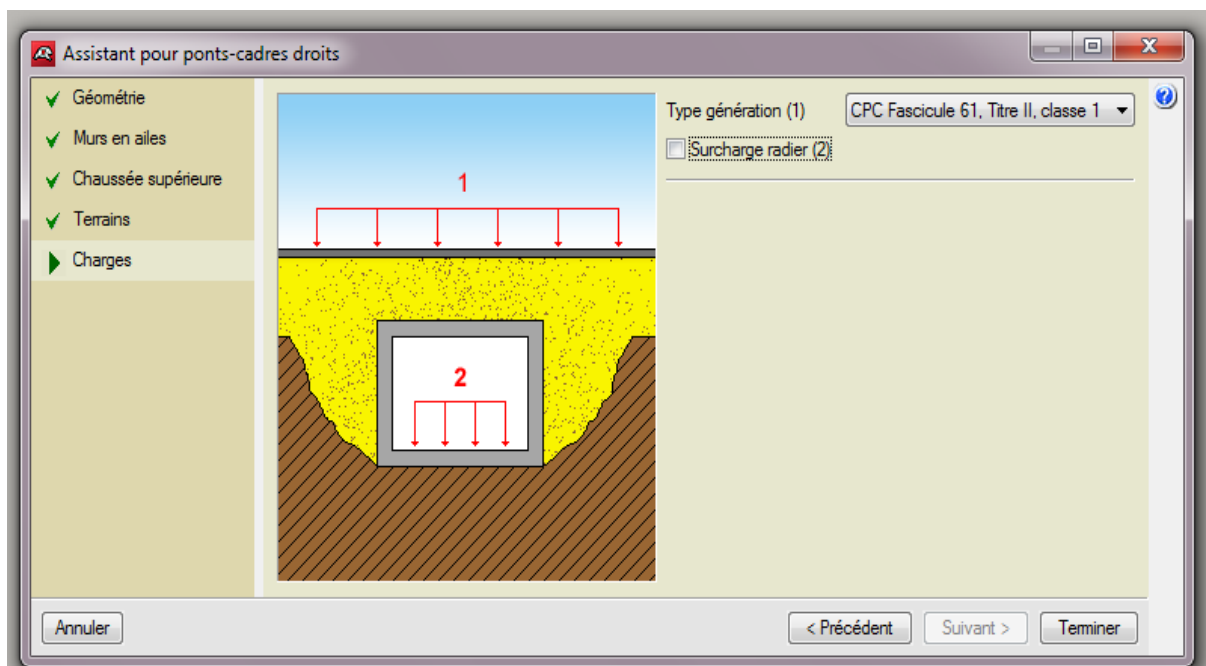 Assistant pour ponts-cadres droits
Géométrie
Murs en ailes
Chaussée supérieure
Terrains
Charges
1
2
Type génération (1)
CPC Fascicule 61, Titre II, classe 1
Surcharge radier (2)
?
Annuler
< Précédent
Suivant >
Terminer